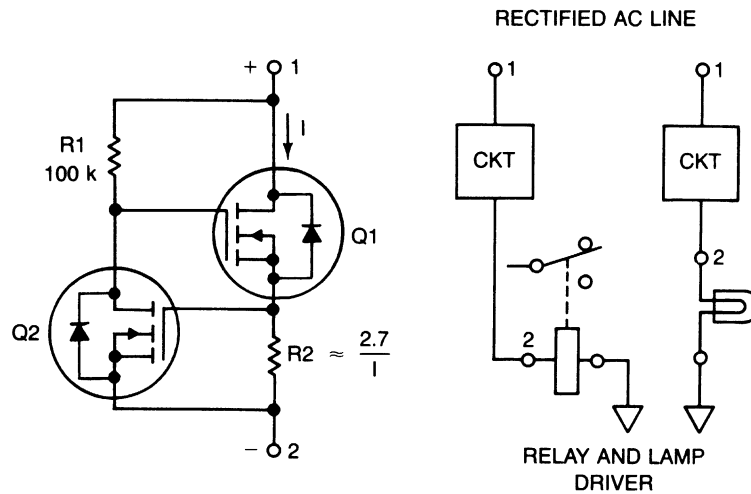 RECTIFIED AC LINE
+ 1
I
R1
100 k
Q1
Q2
R2 ≈ 2.7/I
− 2
1
CKT
2
1
CKT
2
RELAY AND LAMP
DRIVER